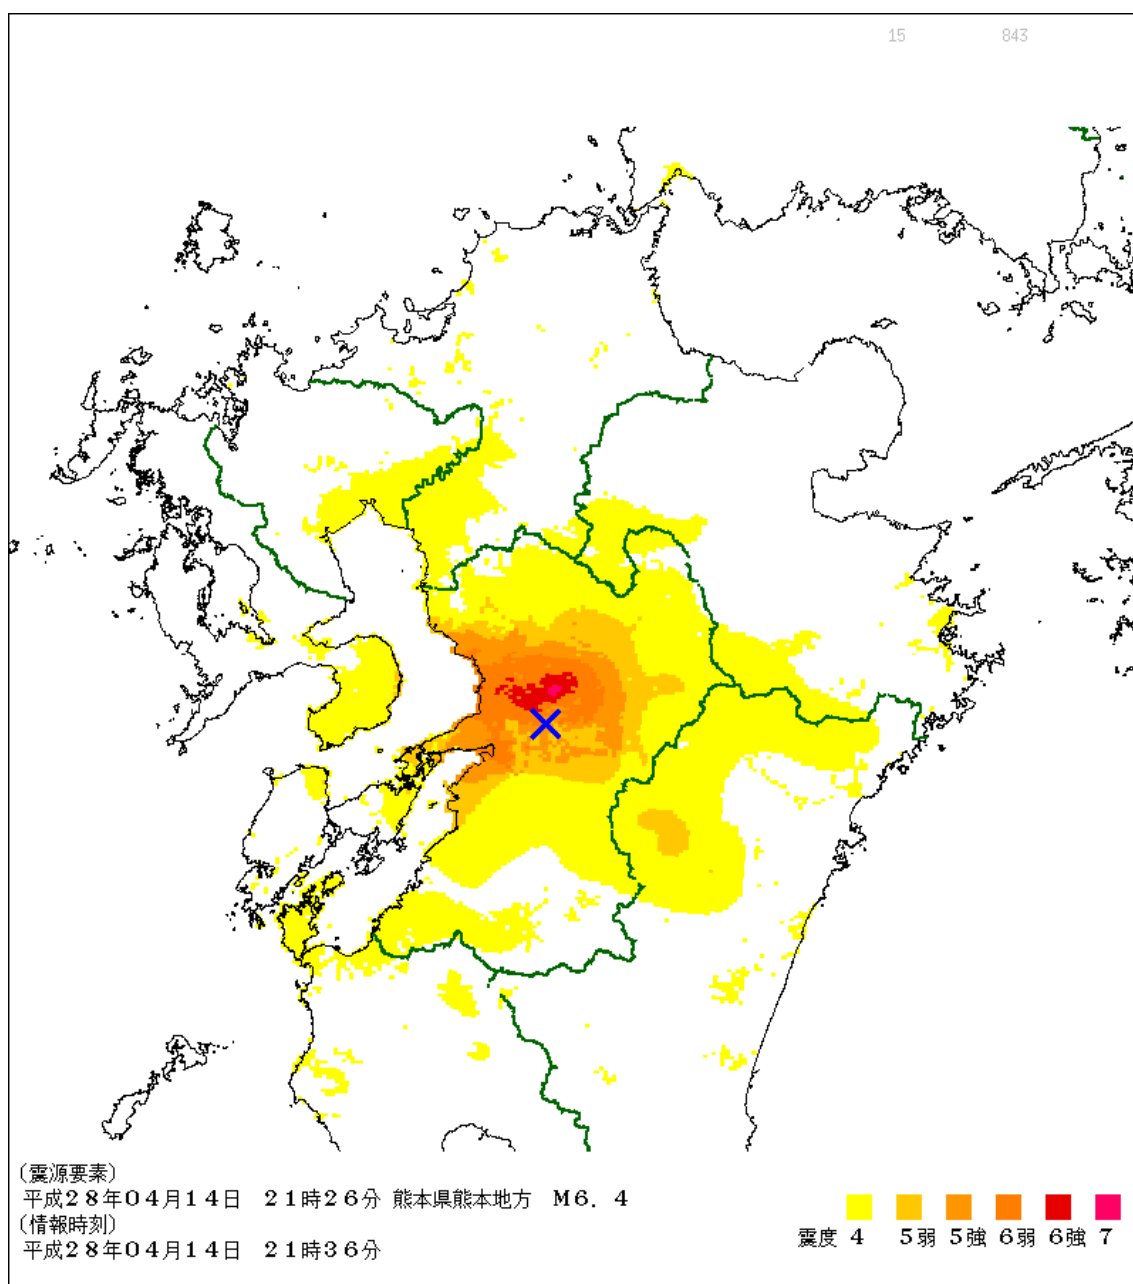 15 843
（震源要素）
平成２８年０４月１４日 ２１時２６分 熊本県熊本地方 Ｍ６．４
（情報時刻）
平成２８年０４月１４日 ２１時３６分
震度 ４ ５弱 ５強 ６弱 ６強 ７